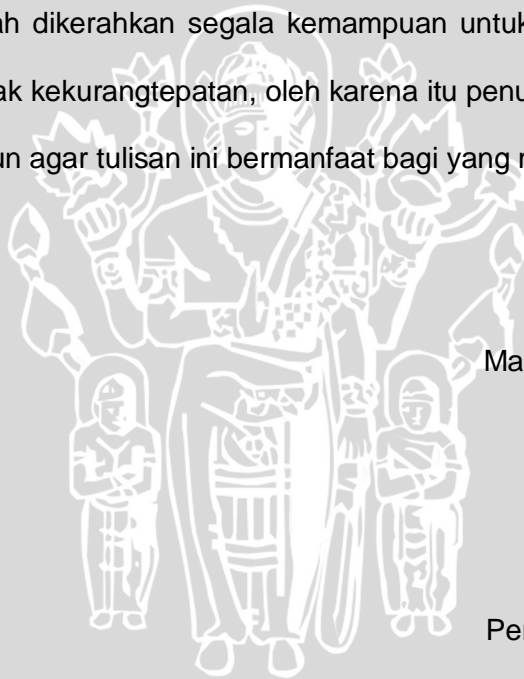 ah dikerahkan segala kemampuan untuk
ak kekurangtepatan, oleh karena itu penu
un agar tulisan ini bermanfaat bagi yang
Ma
Pe